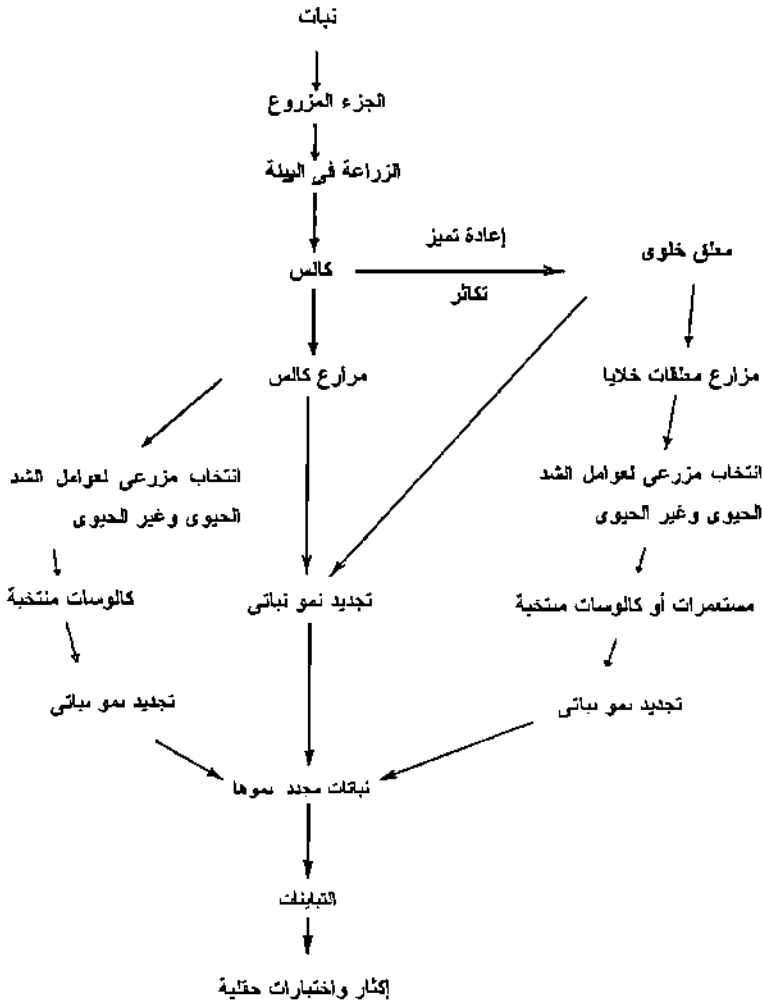 نبات
الجزء المزروع
الزراعة فى البيئة
إعادة تميز
معلق خلوى
كالس
تكاثر
مزارع كالس
مزارع معلقات خلايا
انتخاب مزرعى لعوامل الشد
الحيوى وغير الحيوى
انتخاب مزرعى لعوامل الشد
الحيوى وغير الحيوى
كالوسات منتخبة
تجديد نمو نباتى
مستعمرات أو كالوسات منتخبة
تجديد نمو نباتى
تجديد نمو نباتى
نباتات مجدد نموها
التباينات
إكثار واختبارات حقلية